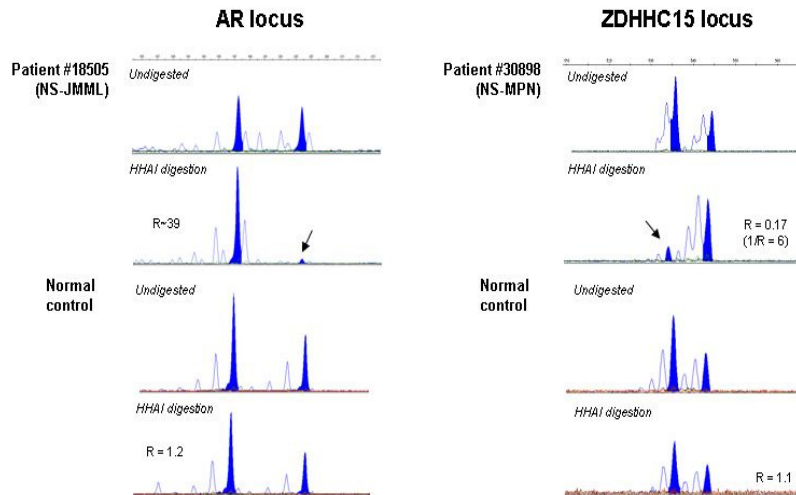 AR locus
ZDHHC15 locus
Patient #18505
(NS-JMML)
Undigested
HHAI digestion
R~39
Patient #30898
(NS-MPN)
Undigested
HHAI digestion
R = 0.17
(1/R = 6)
Normal
control
Undigested
HHAI digestion
R = 1.2
Normal
control
Undigested
HHAI digestion
R = 1.1